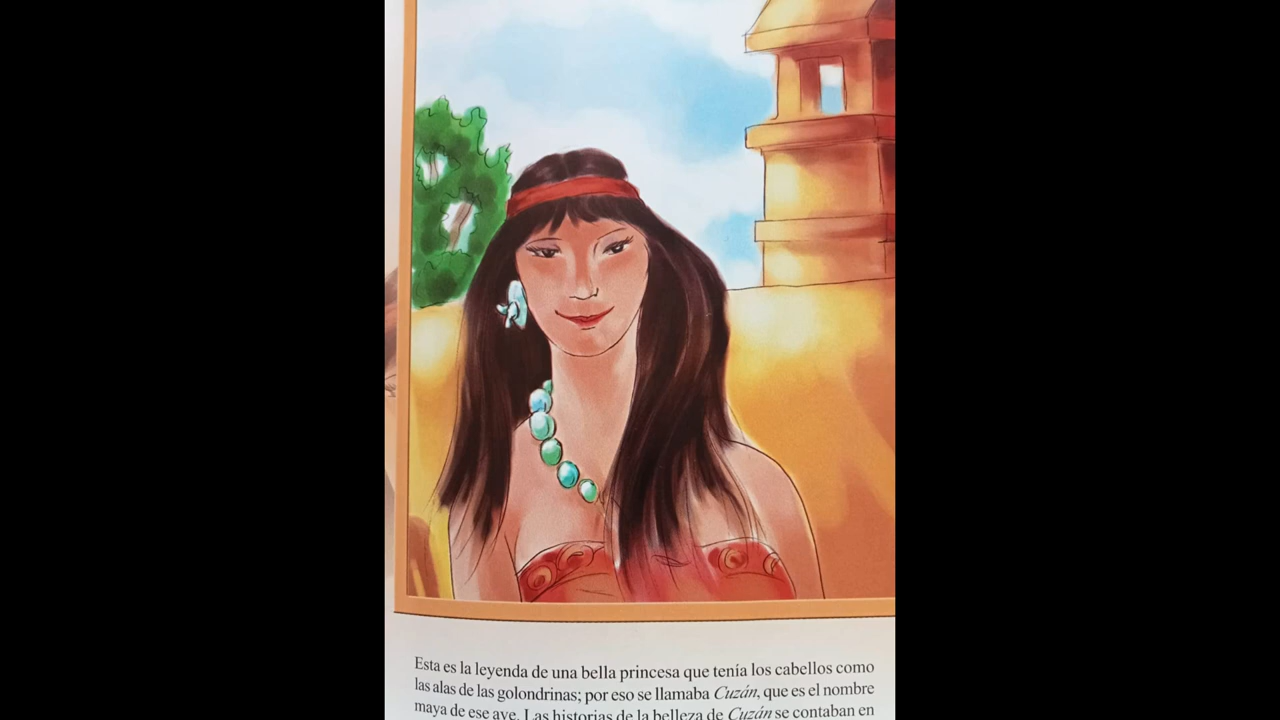 Esta es la leyenda de una bella princesa que tenía los cabellos como
las alas de las golondrinas; por eso se llamaba Cuzán, que es el nombre
maya de ese ave. Las historias de la belleza de Cuzán se contaban en